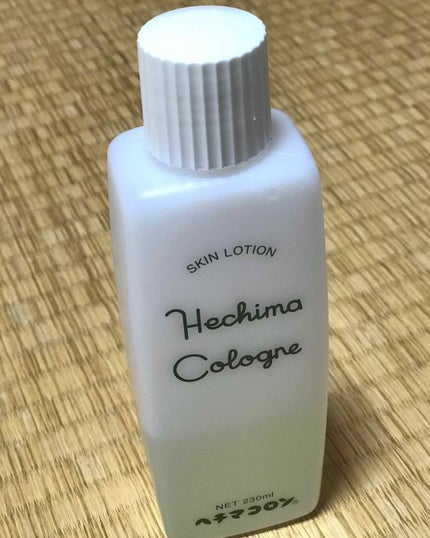 SKIN LOTION
Hechima
Cologne
NET 230ml
ヘチマコロン®